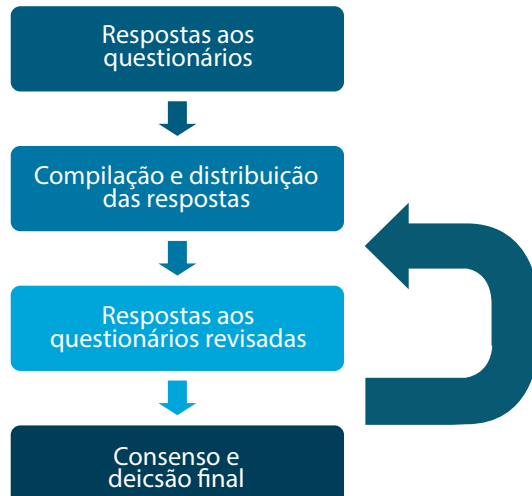 Respostas aos
questionários
Compilação e distribuição
das respostas
Respostas aos
questionários revisadas
Consenso e
deicsão final